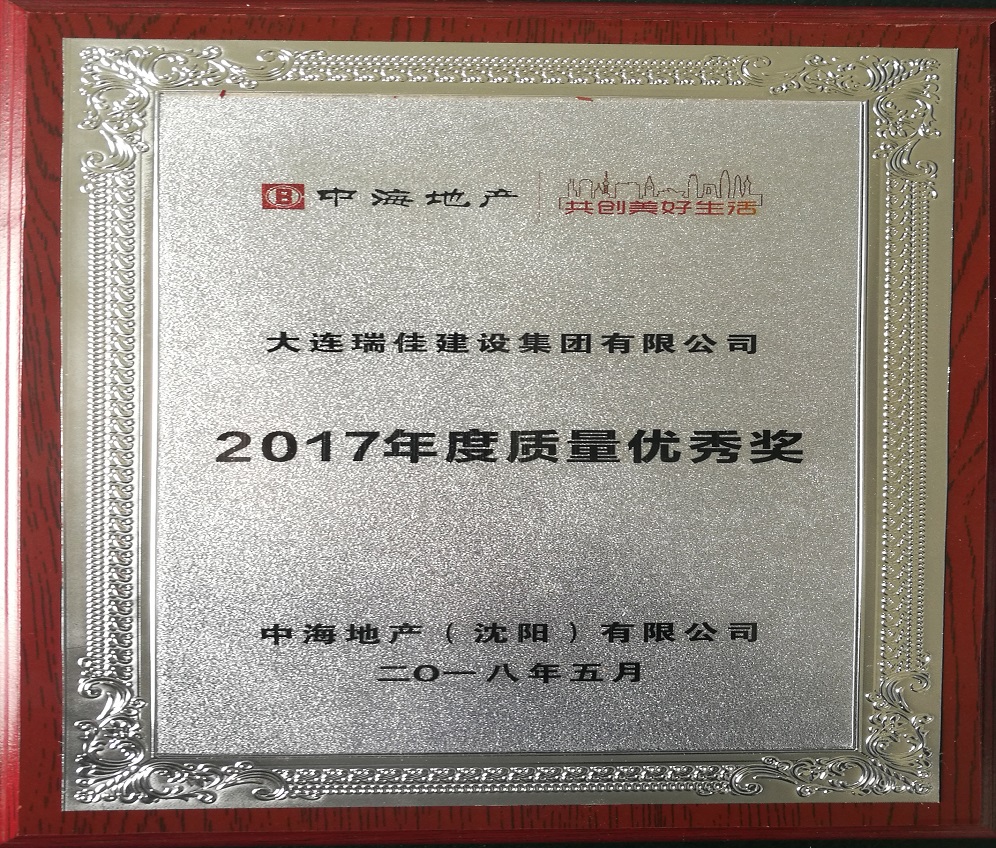 中海地产 共创美好生活
大连瑞佳建设集团有限公司
2017年度质量优秀奖
中海地产（沈阳）有限公司
二〇一八年五月